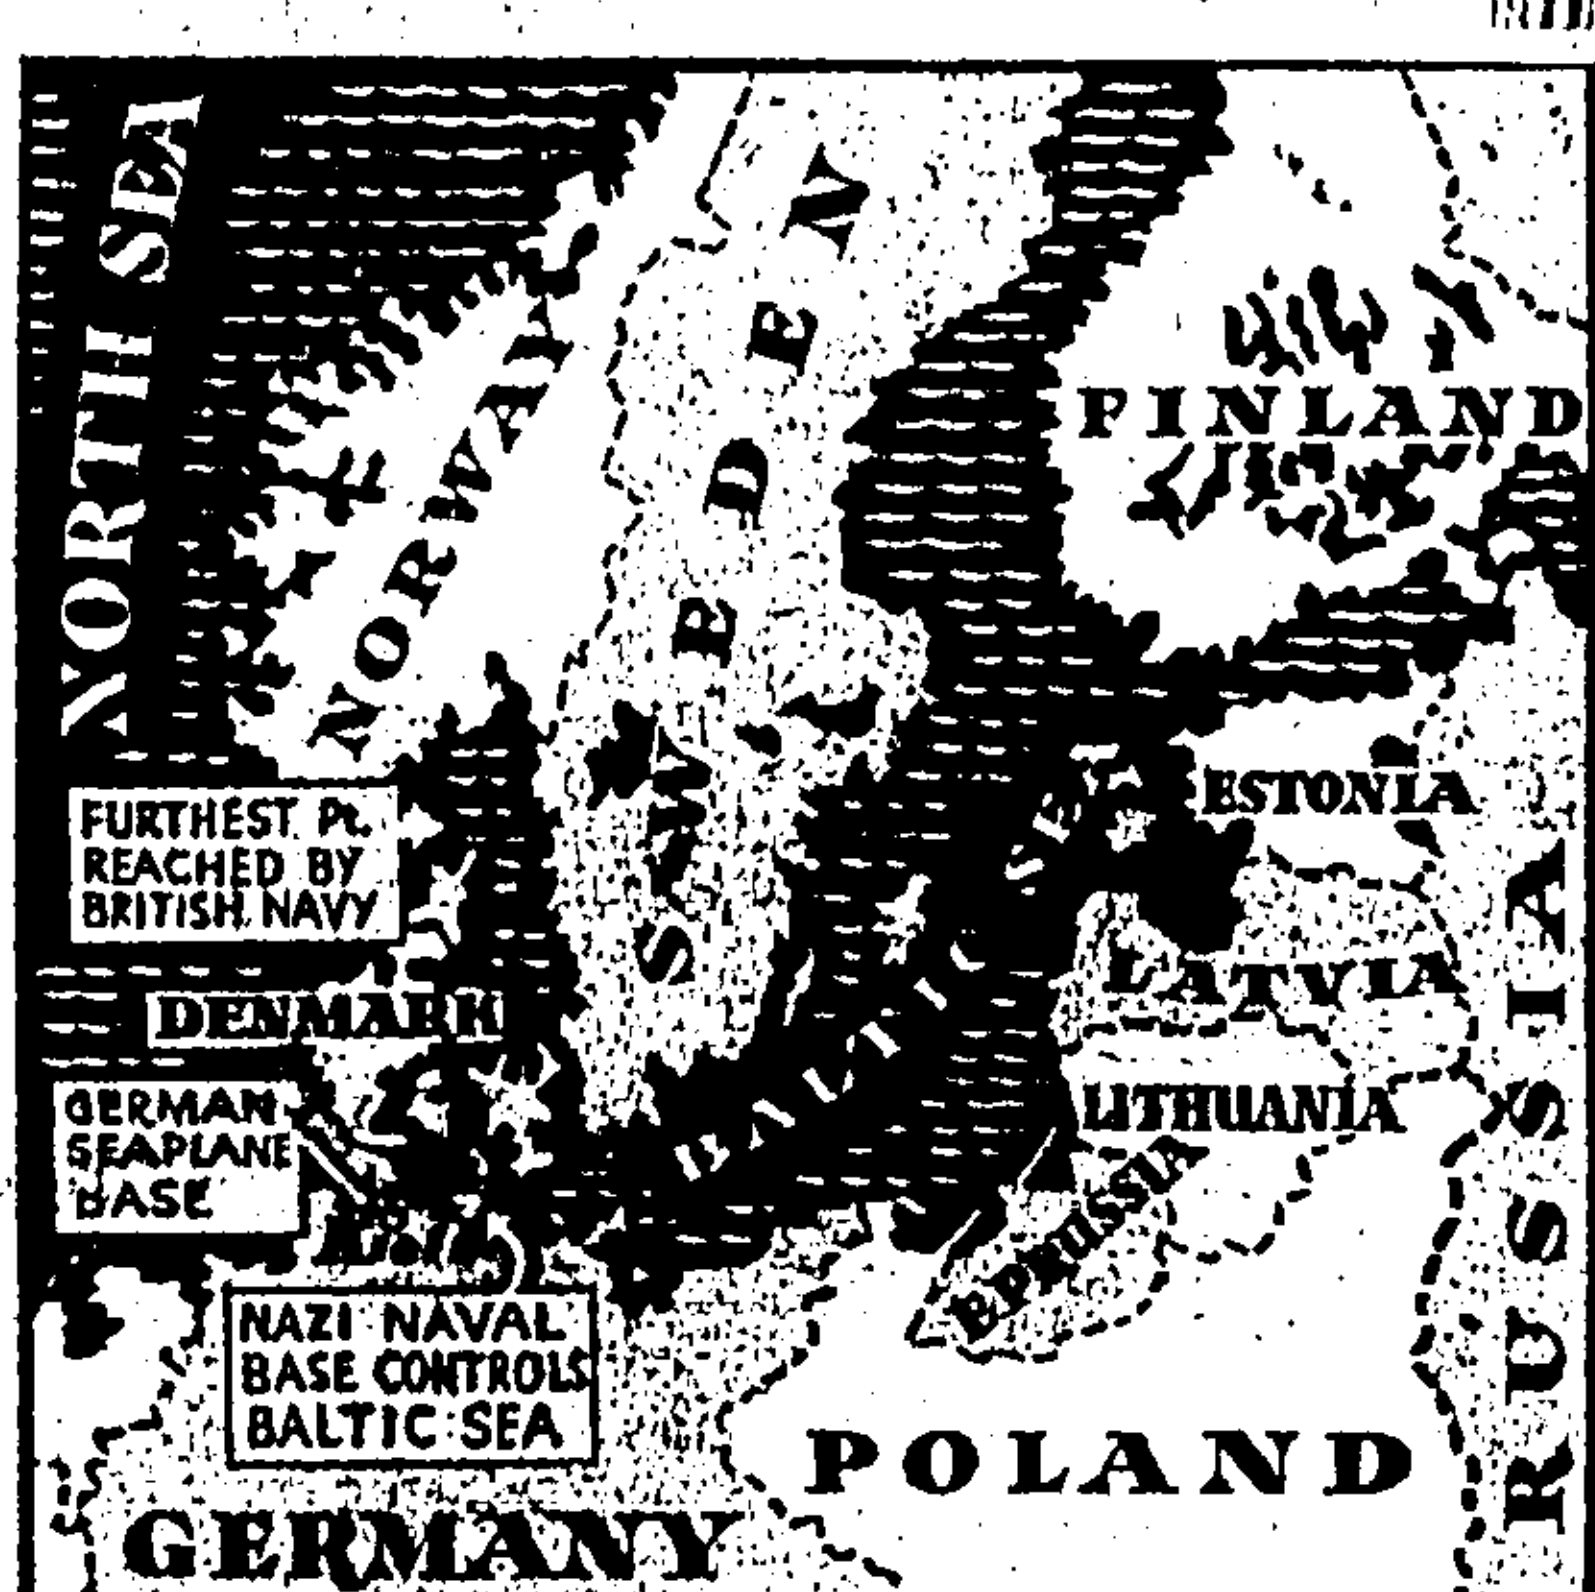 NORTH SEA
NORWAY
SWEDEN
FINLAND
ESTONIA
FURTHEST Pt.
REACHED BY
BRITISH NAVY
BALTIC SEA
LATVIA
RUSSIA
DENMARK
LITHUANIA
GERMAN
SEAPLANE
BASE
E PRUSSIA
NAZI NAVAL
BASE CONTROLS
BALTIC SEA
POLAND
GERMANY